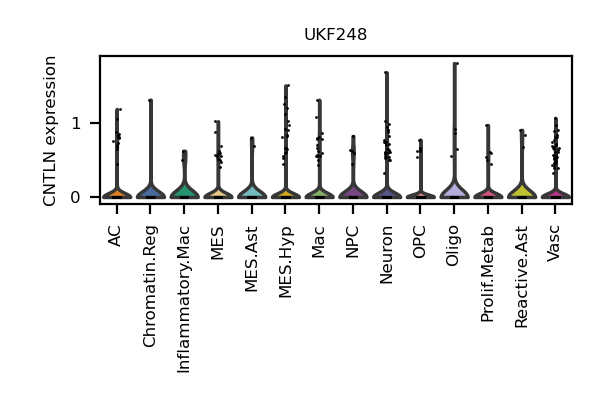 UKF248
CNTLN expression
1
0
AC
Chromatin.Reg
Inflammatory.Mac
MES
MES.Ast
MES.Hyp
Mac
NPC
Neuron
OPC
Oligo
Prolif.Metab
Reactive.Ast
Vasc